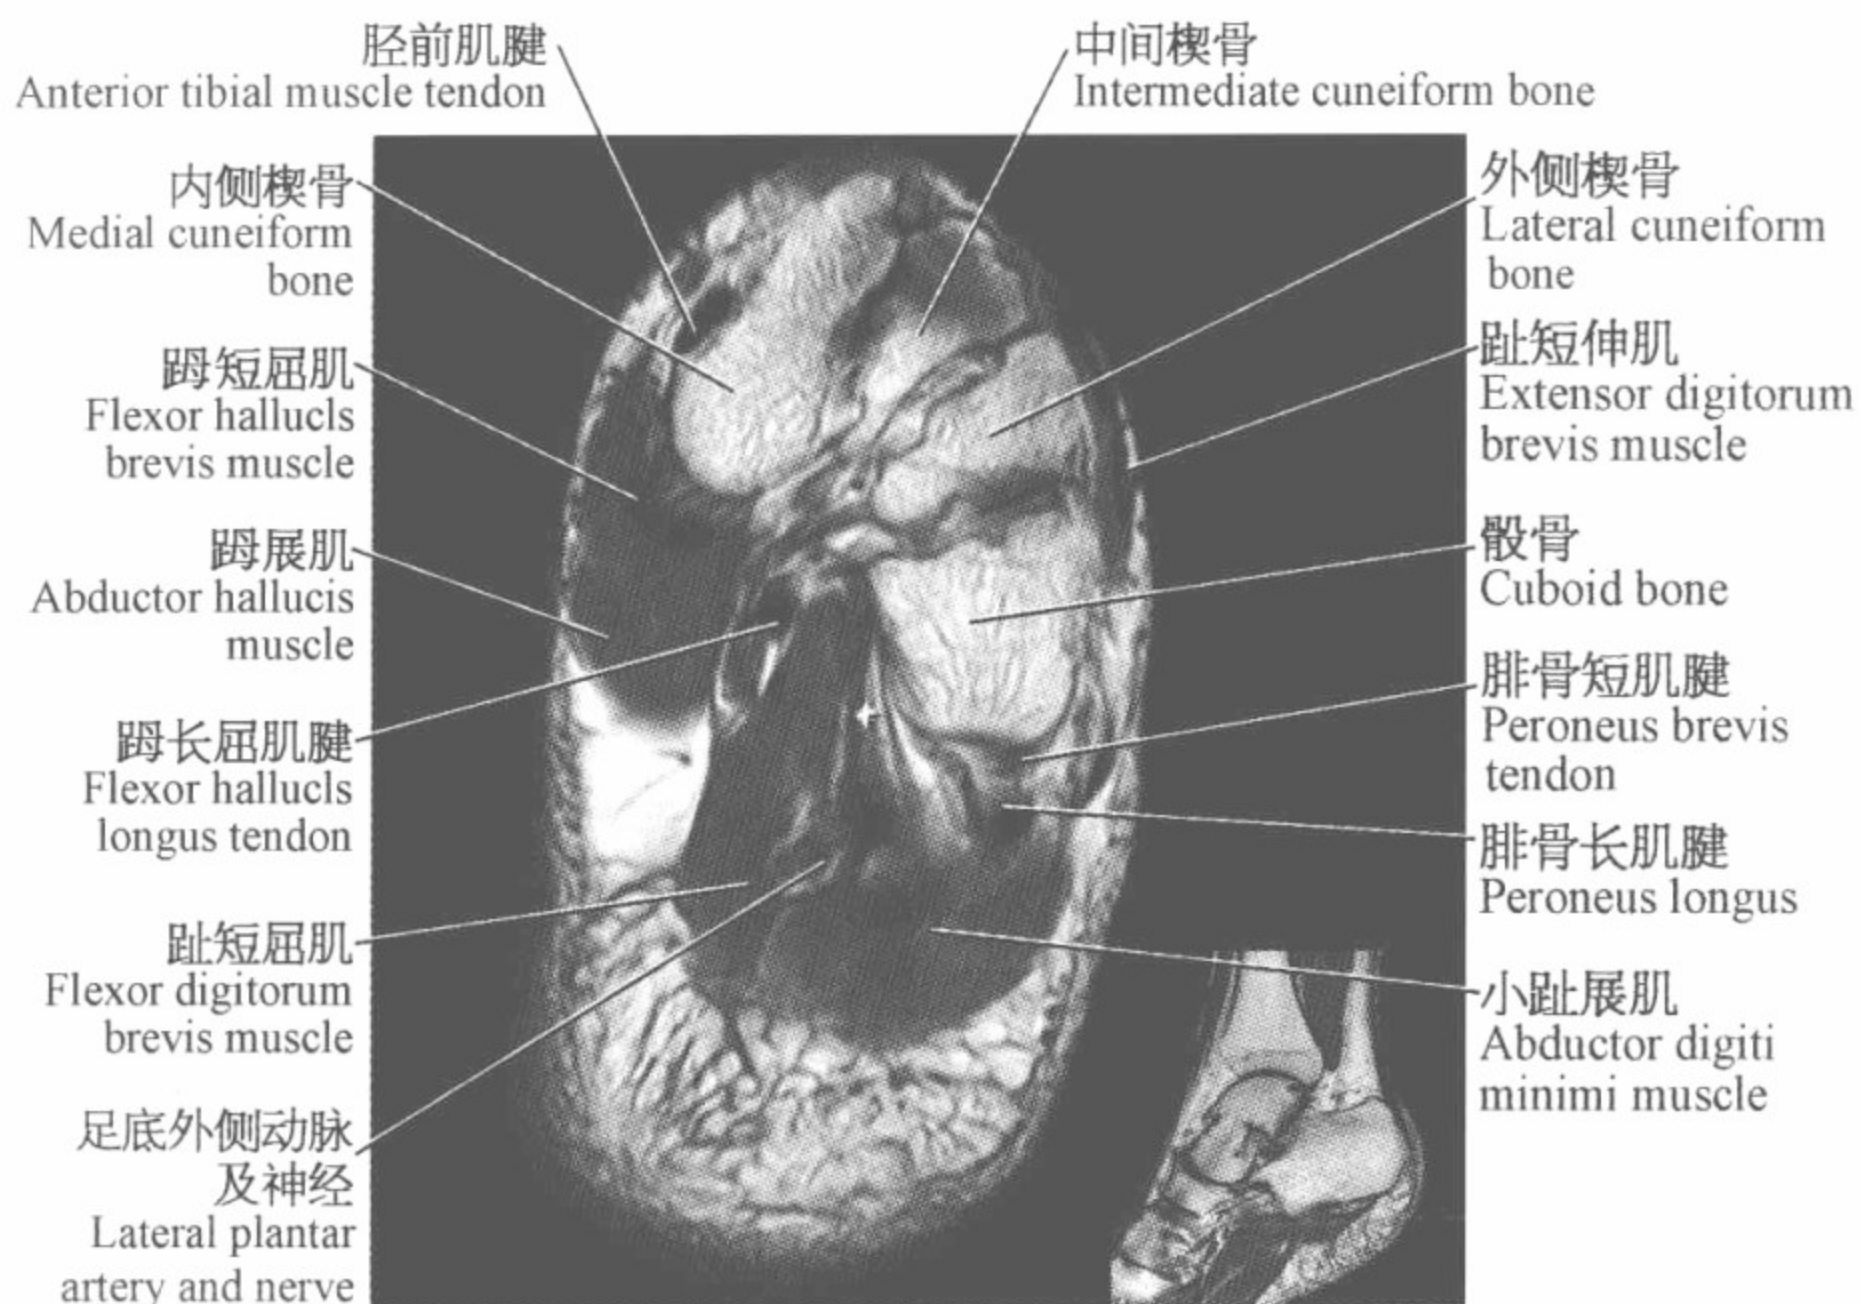 胫前肌腱
Anterior tibial muscle tendon
内侧楔骨
Medial cuneiform
bone
𧿹短屈肌
Flexor hallucls
brevis muscle
𧿹展肌
Abductor hallucis
muscle
𧿹长屈肌腱
Flexor hallucls
longus tendon
趾短屈肌
Flexor digitorum
brevis muscle
足底外侧动脉
及神经
Lateral plantar
artery and nerve
中间楔骨
Intermediate cuneiform bone
外侧楔骨
Lateral cuneiform
bone
趾短伸肌
Extensor digitorum
brevis muscle
骰骨
Cuboid bone
腓骨短肌腱
Peroneus brevis
tendon
腓骨长肌腱
Peroneus longus
小趾展肌
Abductor digiti
minimi muscle